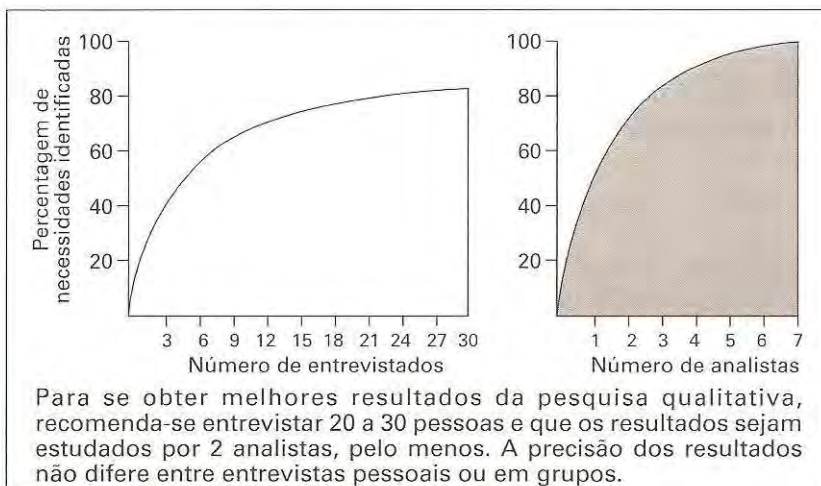 Percentagem de
necessidades identificadas
100
80
60
40
20
3 6 9 12 15 18 21 24 27 30
Número de entrevistados
100
80
60
40
20
1 2 3 4 5 6 7
Número de analistas
Para se obter melhores resultados da pesquisa qualitativa,
recomenda-se entrevistar 20 a 30 pessoas e que os resultados sejam
estudados por 2 analistas, pelo menos. A precisão dos resultados
não difere entre entrevistas pessoais ou em grupos.